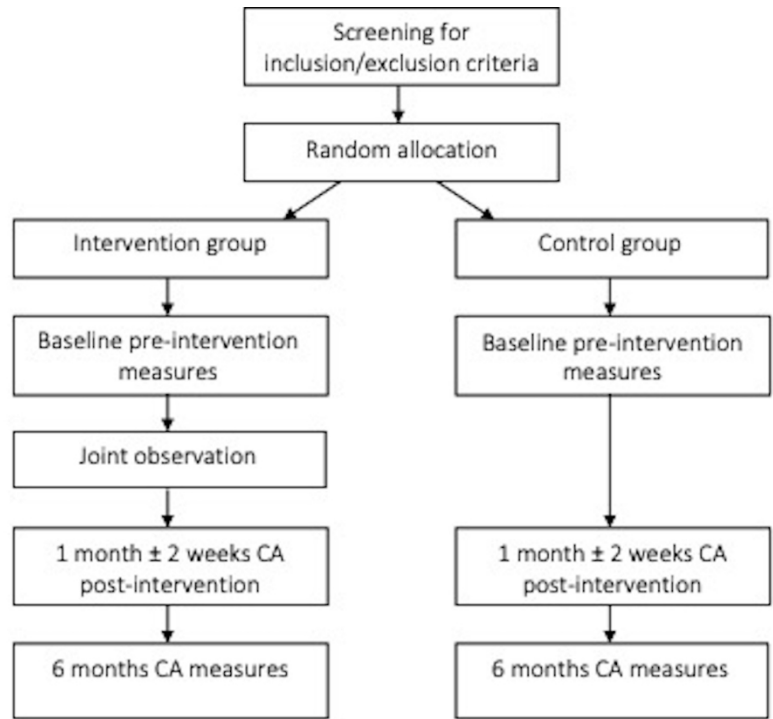 Screening for
inclusion/exclusion criteria
Random allocation
Intervention group
Control group
Baseline pre-intervention
measures
Baseline pre-intervention
measures
Joint observation
1 month ± 2 weeks CA
post-intervention
1 month ± 2 weeks CA
post-intervention
6 months CA measures
6 months CA measures